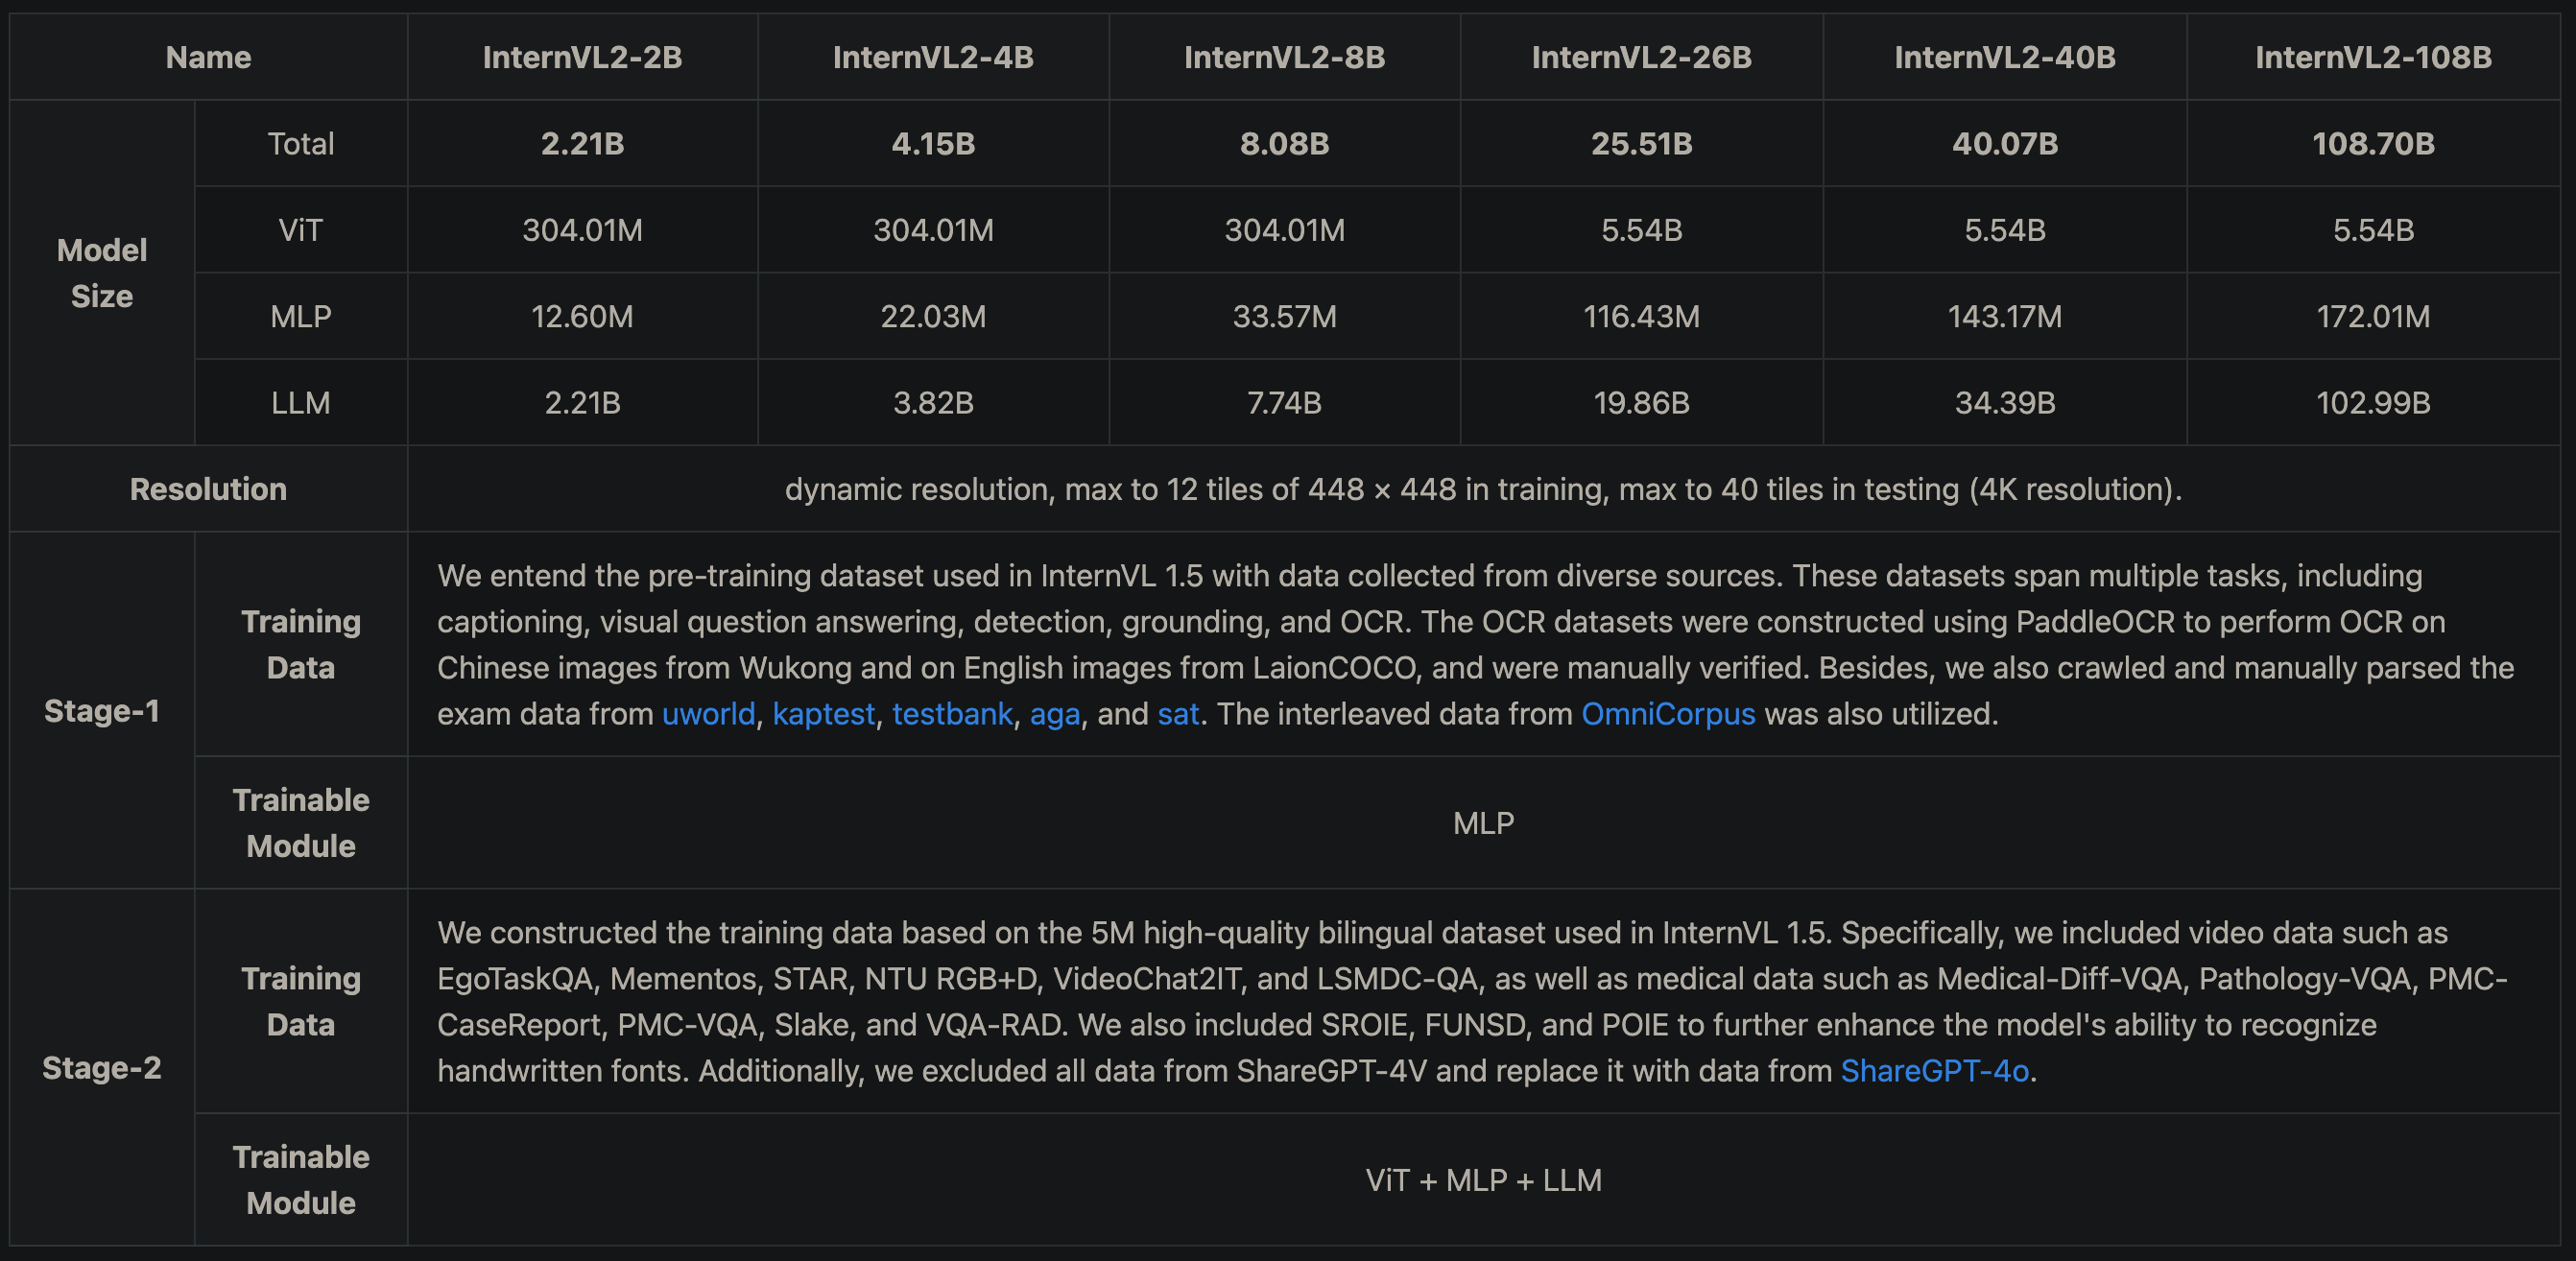 Name InternVL2-2B InternVL2-4B InternVL2-8B InternVL2-26B InternVL2-40B InternVL2-108B
Model Size
Total 2.21B 4.15B 8.08B 25.51B 40.07B 108.70B
ViT 304.01M 304.01M 304.01M 5.54B 5.54B 5.54B
MLP 12.60M 22.03M 33.57M 116.43M 143.17M 172.01M
LLM 2.21B 3.82B 7.74B 19.86B 34.39B 102.99B
Resolution dynamic resolution, max to 12 tiles of 448 × 448 in training, max to 40 tiles in testing (4K resolution).
Stage-1
Training
Data
We entend the pre-training dataset used in InternVL 1.5 with data collected from diverse sources. These datasets span multiple tasks, including
captioning, visual question answering, detection, grounding, and OCR. The OCR datasets were constructed using PaddleOCR to perform OCR on
Chinese images from Wukong and on English images from LaionCOCO, and were manually verified. Besides, we also crawled and manually parsed the
exam data from uworld, kaptest, testbank, aga, and sat. The interleaved data from OmniCorpus was also utilized.
Trainable
Module
MLP
Stage-2
Training
Data
We constructed the training data based on the 5M high-quality bilingual dataset used in InternVL 1.5. Specifically, we included video data such as
EgoTaskQA, Mementos, STAR, NTU RGB+D, VideoChat2IT, and LSMDC-QA, as well as medical data such as Medical-Diff-VQA, Pathology-VQA, PMC-
CaseReport, PMC-VQA, Slake, and VQA-RAD. We also included SROIE, FUNSD, and POIE to further enhance the model's ability to recognize
handwritten fonts. Additionally, we excluded all data from ShareGPT-4V and replace it with data from ShareGPT-4o.
Trainable
Module
ViT + MLP + LLM